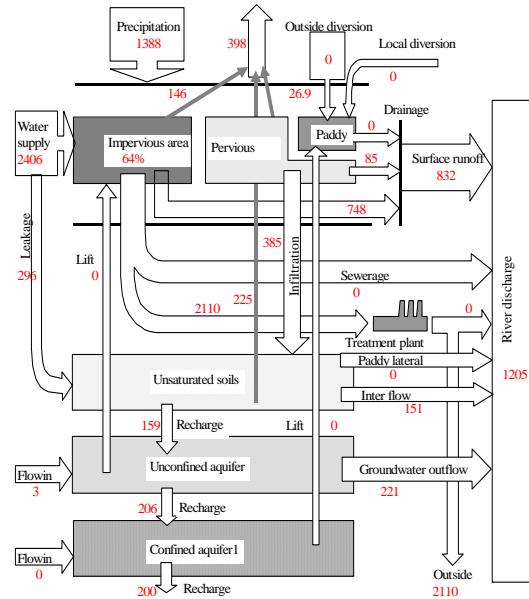 Precipitation
1388
398
Outside diversion
0
Local diversion
0
146
26.9
Water
supply
2406
Impervious area
64%
Pervious
Paddy
0
Drainage
85
Surface runoff
832
748
Leakage
296
Lift
0
385
Infiltration
225
2110
Sewerage
0
0
River discharge
1205
Treatment plant
Paddy lateral
0
Unsaturated soils
Inter flow
151
159
Recharge
Lift
0
Unconfined aquifer
Flowin
3
Groundwater outflow
221
206
Recharge
Confined aquifer1
Flowin
0
200
Recharge
Outside
2110